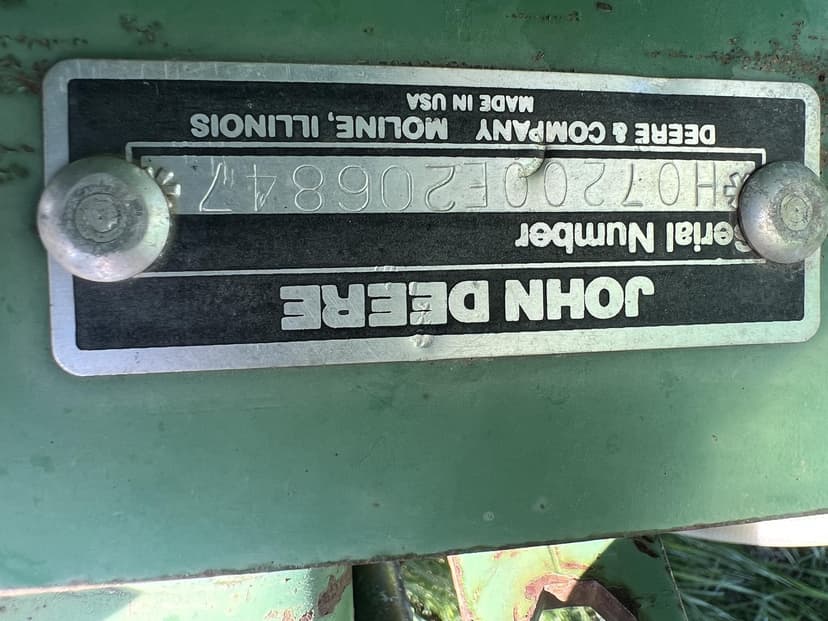 JOHN DEERE
Serial Number
*H07200E206847*
DEERE & COMPANY MOLINE, ILLINOIS
MADE IN USA